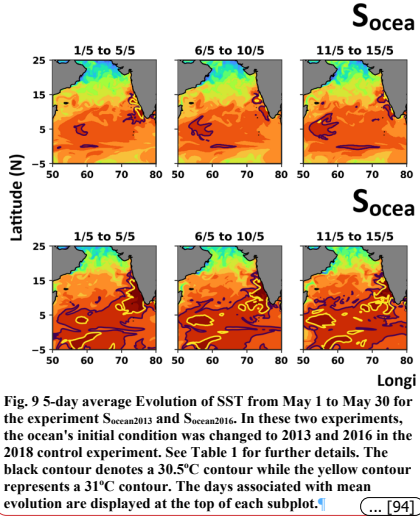 Socea
1/5 to 5/5 6/5 to 10/5 11/5 to 15/5
25
15
5
−5
50 60 70 80 50 60 70 80 50 60 70 80
Latitude (N)
Socea
1/5 to 5/5 6/5 to 10/5 11/5 to 15/5
25
15
5
−5
50 60 70 80 50 60 70 80 50 60 70 80
Longi
Fig. 9 5-day average Evolution of SST from May 1 to May 30 for
the experiment Socean2013 and Socean2016. In these two experiments,
the ocean's initial condition was changed to 2013 and 2016 in the
2018 control experiment. See Table 1 for further details. The
black contour denotes a 30.5°C contour while the yellow contour
represents a 31°C contour. The days associated with mean
evolution are displayed at the top of each subplot.¶
... [94]